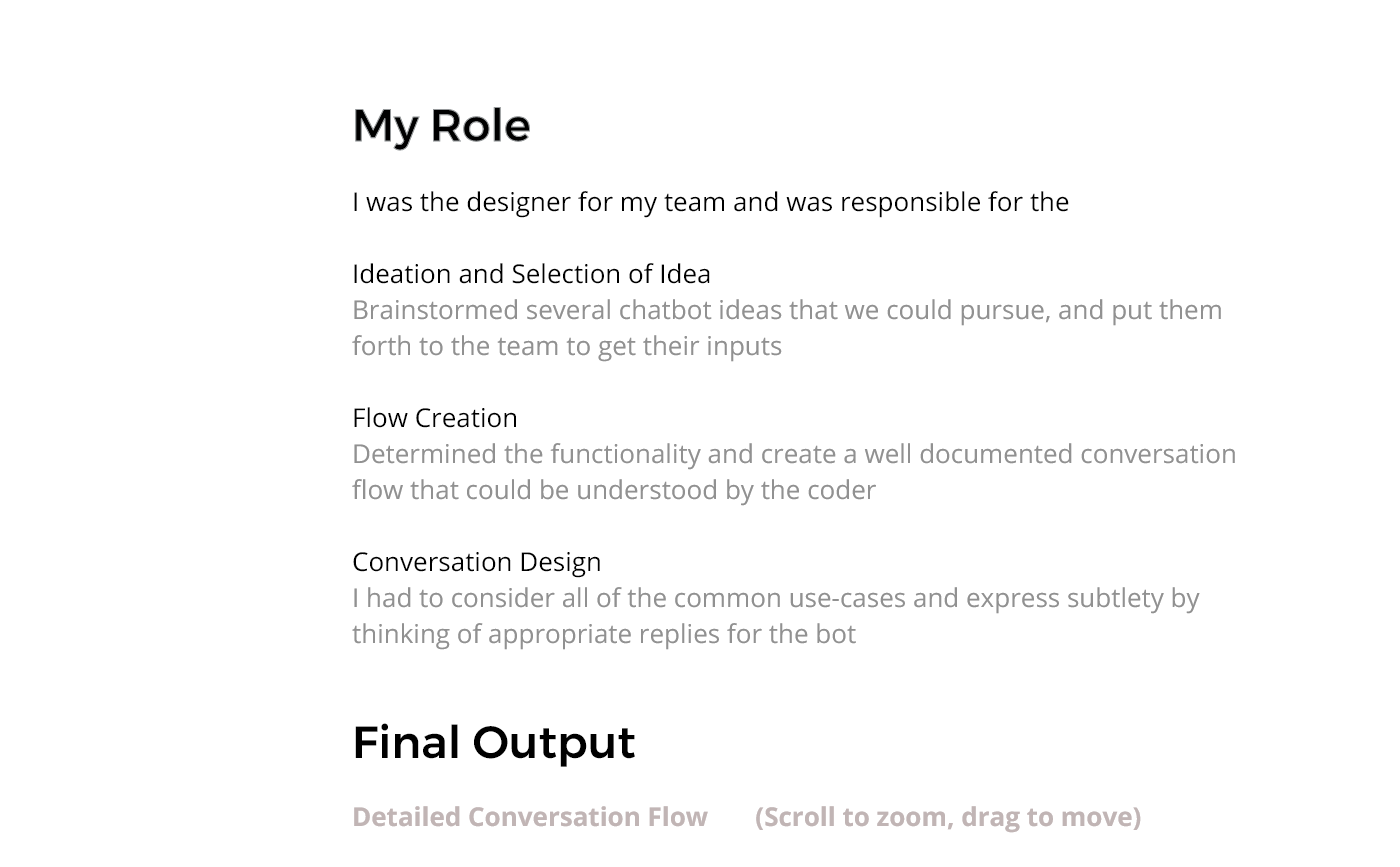 My Role
I was the designer for my team and was responsible for the
Ideation and Selection of Idea
Brainstormed several chatbot ideas that we could pursue, and put them
forth to the team to get their inputs
Flow Creation
Determined the functionality and create a well documented conversation
flow that could be understood by the coder
Conversation Design
I had to consider all of the common use-cases and express subtlety by
thinking of appropriate replies for the bot
Final Output
Detailed Conversation Flow (Scroll to zoom, drag to move)